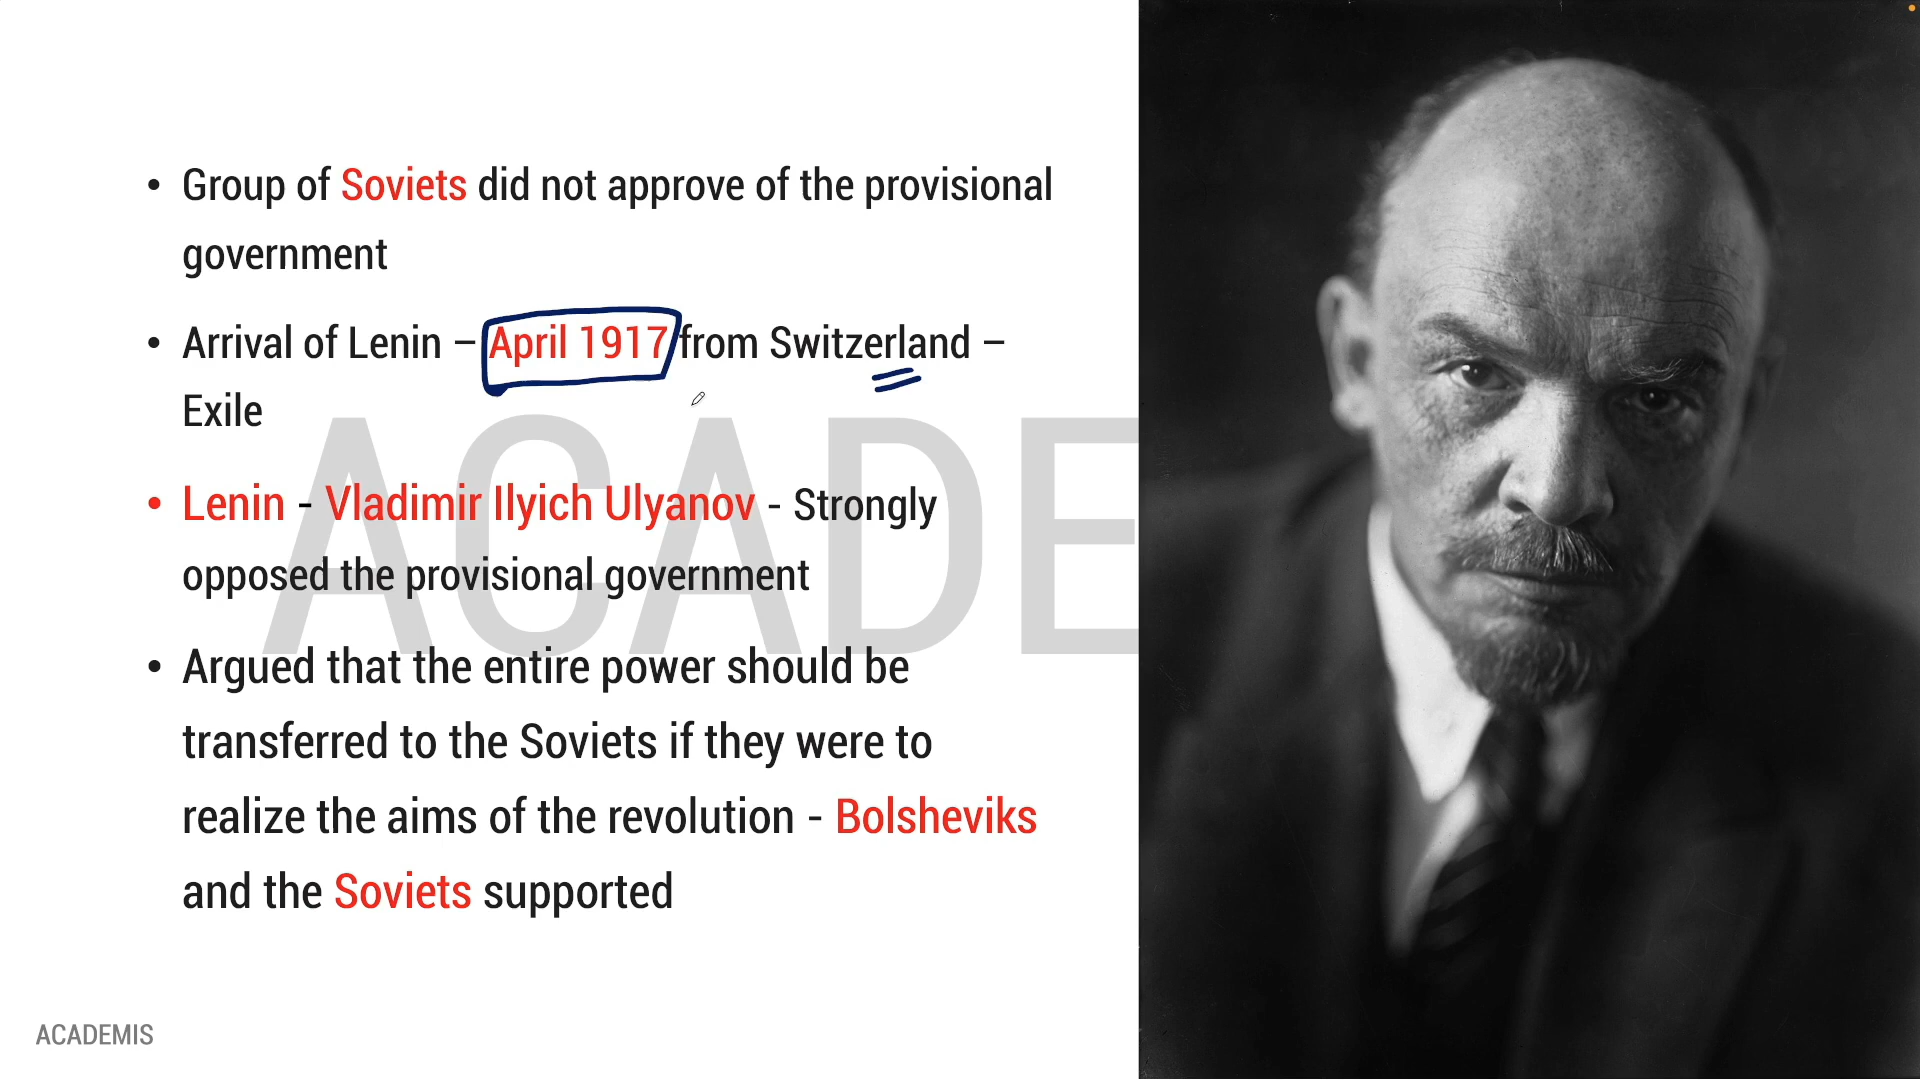 • Group of Soviets did not approve of the provisional
government
• Arrival of Lenin – April 1917 from Switzerland –
Exile
• Lenin - Vladimir Ilyich Ulyanov - Strongly
opposed the provisional government
• Argued that the entire power should be
transferred to the Soviets if they were to
realize the aims of the revolution - Bolsheviks
and the Soviets supported
ACADE
ACADEMIS